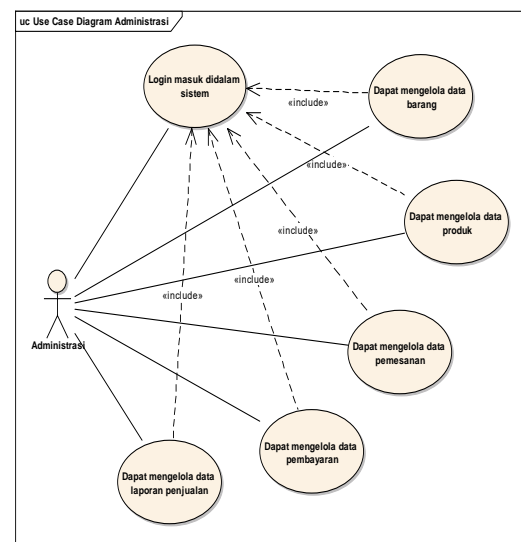 uc Use Case Diagram Administrasi
Login masuk didalam
sistem
Dapat mengelola data
barang
«include»
«include»
Dapat mengelola data
produk
«include»
«include»
«include»
Administrasi
Dapat mengelola data
pemesanan
Dapat mengelola data
pembayaran
Dapat mengelola data
laporan penjualan